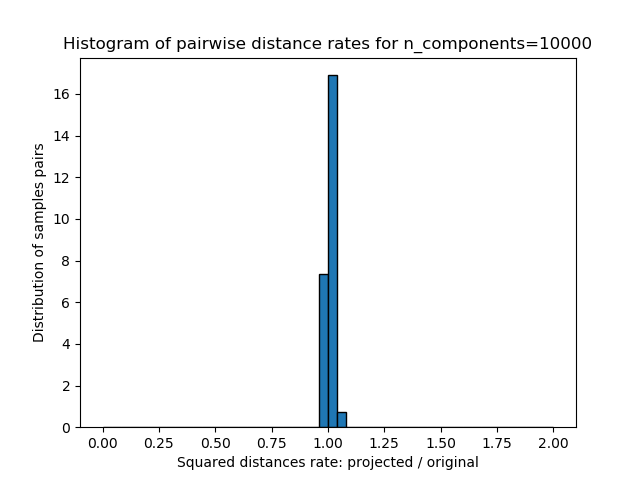 Histogram of pairwise distance rates for n_components=10000
Distribution of samples pairs
16
14
12
10
8
6
4
2
0
0.00 0.25 0.50 0.75 1.00 1.25 1.50 1.75 2.00
Squared distances rate: projected / original